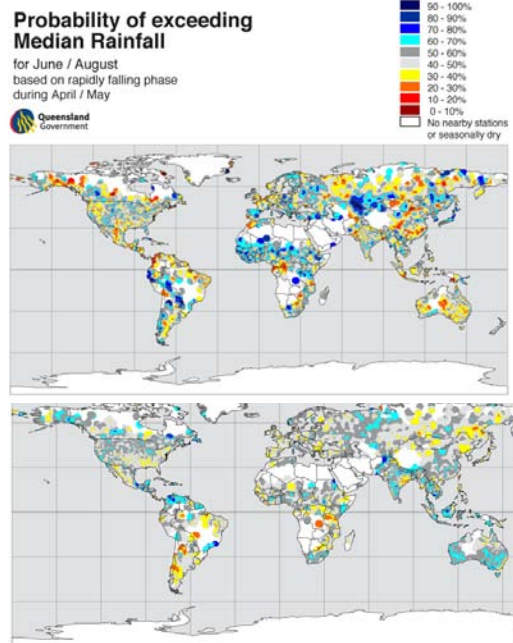 Probability of exceeding
Median Rainfall
for June / August
based on rapidly falling phase
during April / May
Queensland
Government
90 - 100%
80 - 90%
70 - 80%
60 - 70%
50 - 60%
40 - 50%
30 - 40%
20 - 30%
10 - 20%
0 - 10%
No nearby stations
or seasonally dry